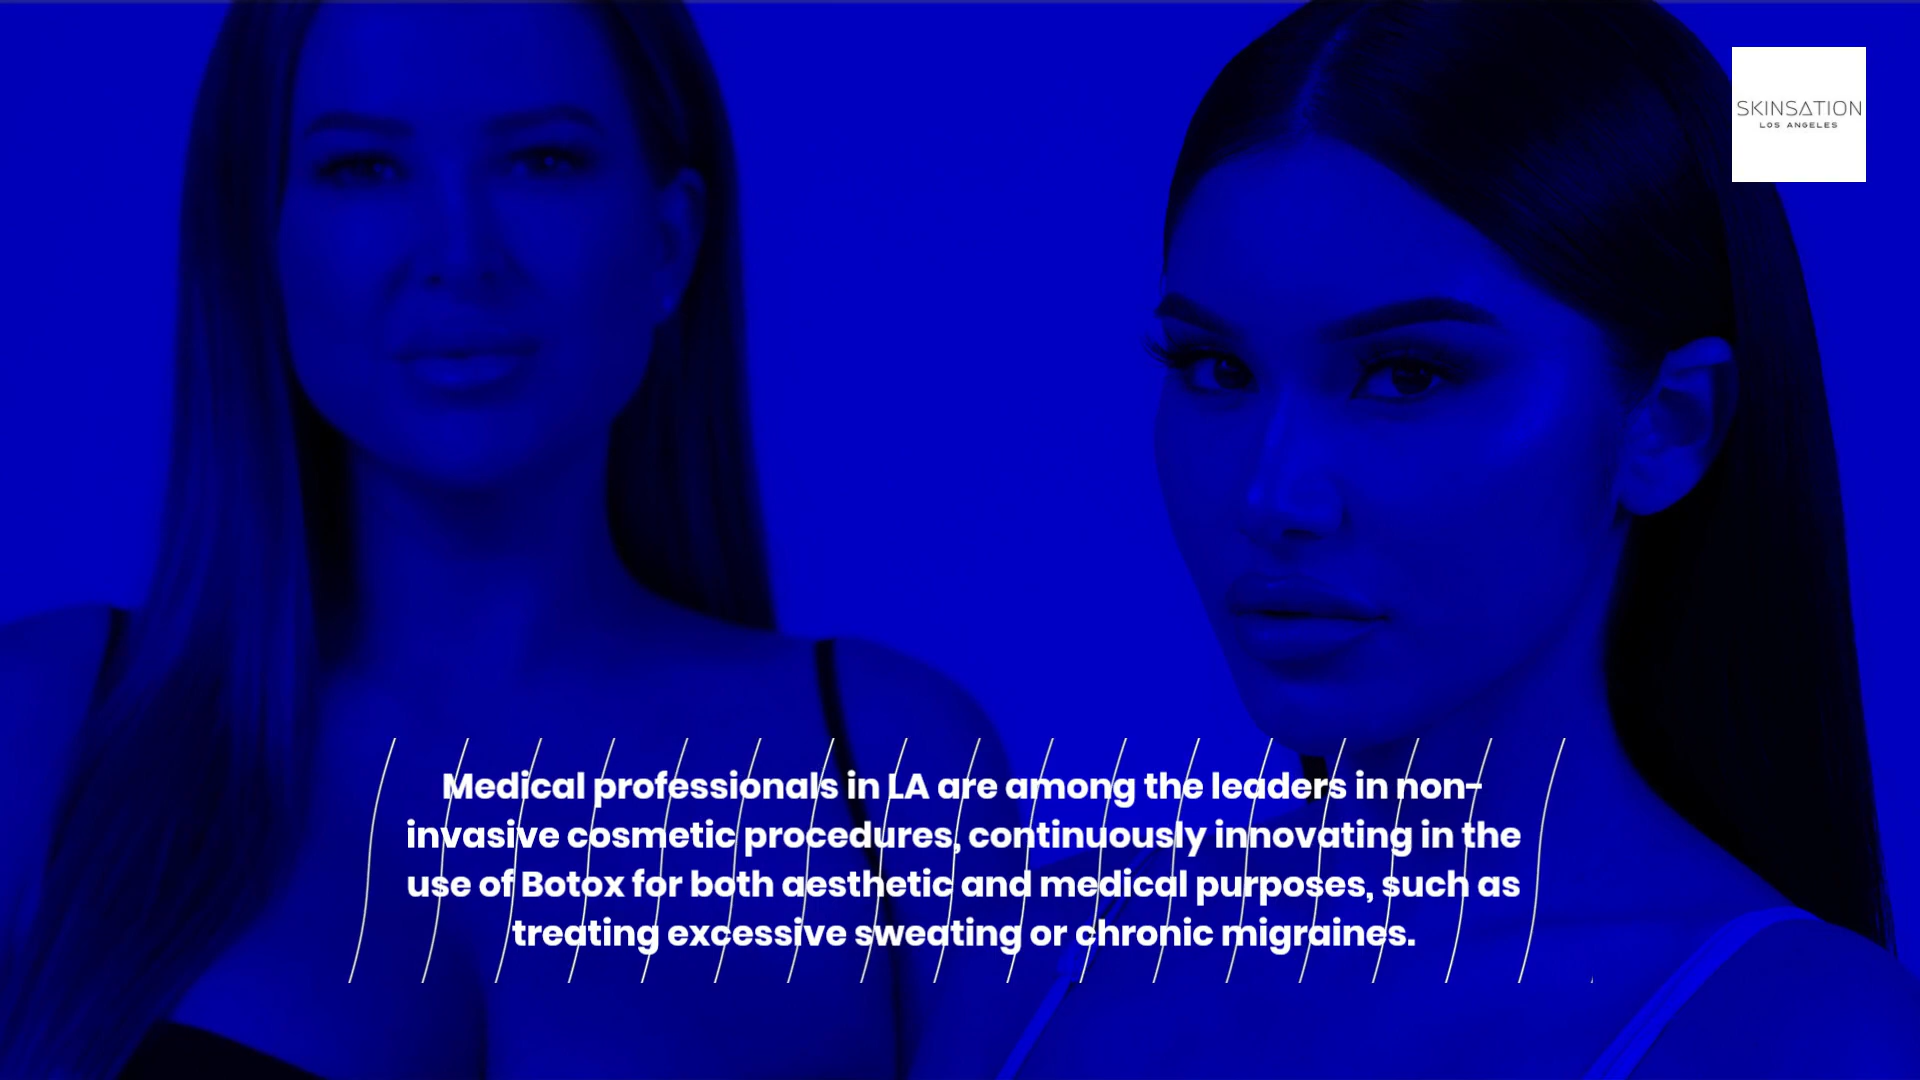 SKINSATION
LOS ANGELES
Medical professionals in LA are among the leaders in non-
invasive cosmetic procedures, continuously innovating in the
use of Botox for both aesthetic and medical purposes, such as
treating excessive sweating or chronic migraines.